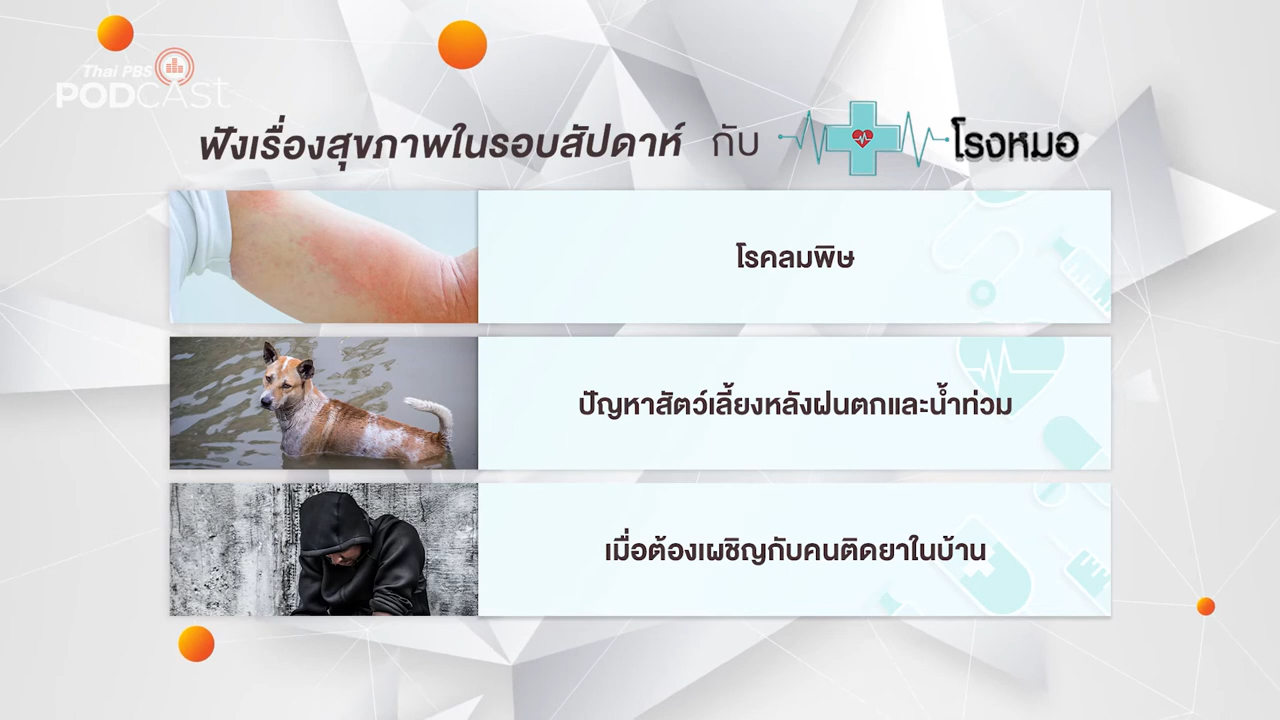 Thai PBS
PODCAST
ฟังเรื่องสุขภาพในรอบสัปดาห์ กับ โรงหมอ
โรคลมพิษ
ปัญหาสัตว์เลี้ยงหลังฝนตกและน้ำท่วม
เมื่อต้องเผชิญกับคนติดยาในบ้าน